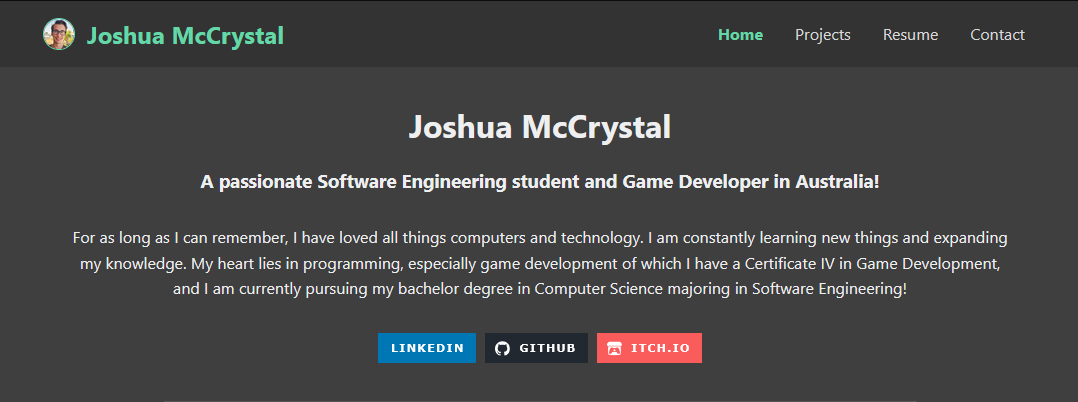 Joshua McCrystal
Home Projects Resume Contact
Joshua McCrystal
A passionate Software Engineering student and Game Developer in Australia!
For as long as I can remember, I have loved all things computers and technology. I am constantly learning new things and expanding
my knowledge. My heart lies in programming, especially game development of which I have a Certificate IV in Game Development,
and I am currently pursuing my bachelor degree in Computer Science majoring in Software Engineering!
LINKEDIN GITHUB ITCH.IO